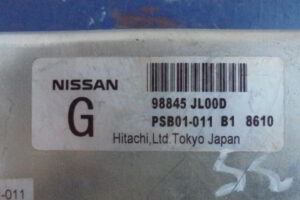 NISSAN
G
98845 JL00D
PSB01-011 B1 8610
Hitachi,Ltd.Tokyo Japan
-011